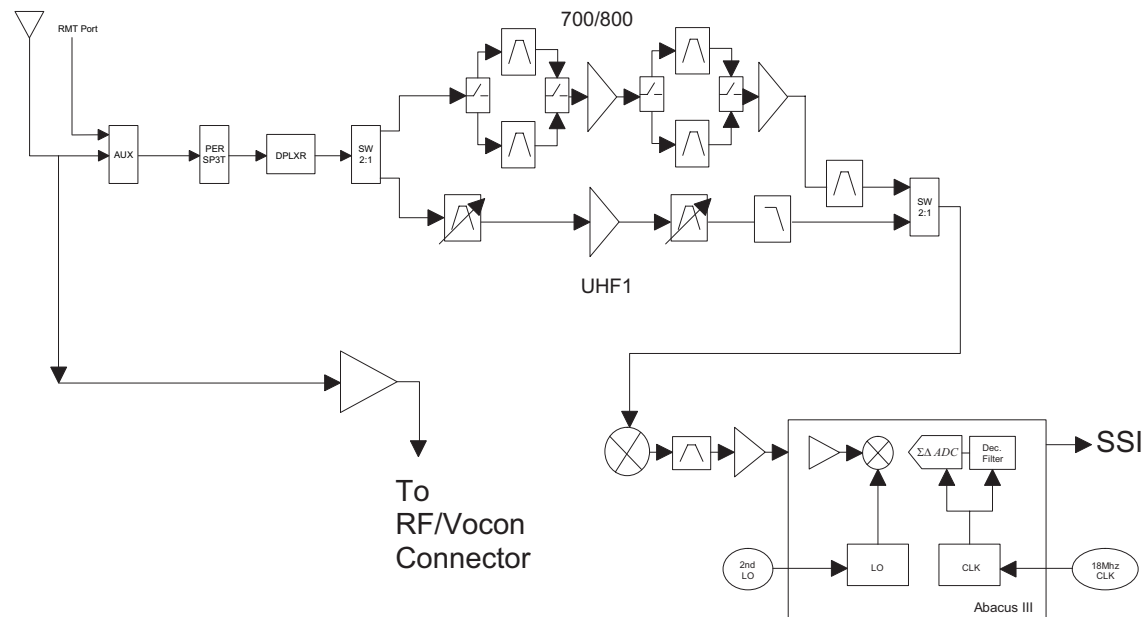 700/800
RMT Port
AUX
PER
SP3T
DPLXR
SW
2:1
SW
2:1
UHF1
To
RF/Vocon
Connector
ΣΔ ADC
Dec.
Filter
SSI
2nd
LO
LO
CLK
18Mhz
CLK
Abacus III